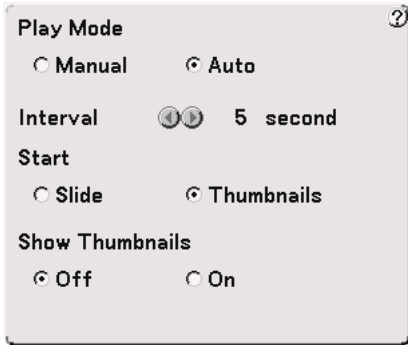 ?
Play Mode
Manual Auto
Interval 5 second
Start
Slide Thumbnails
Show Thumbnails
Off On